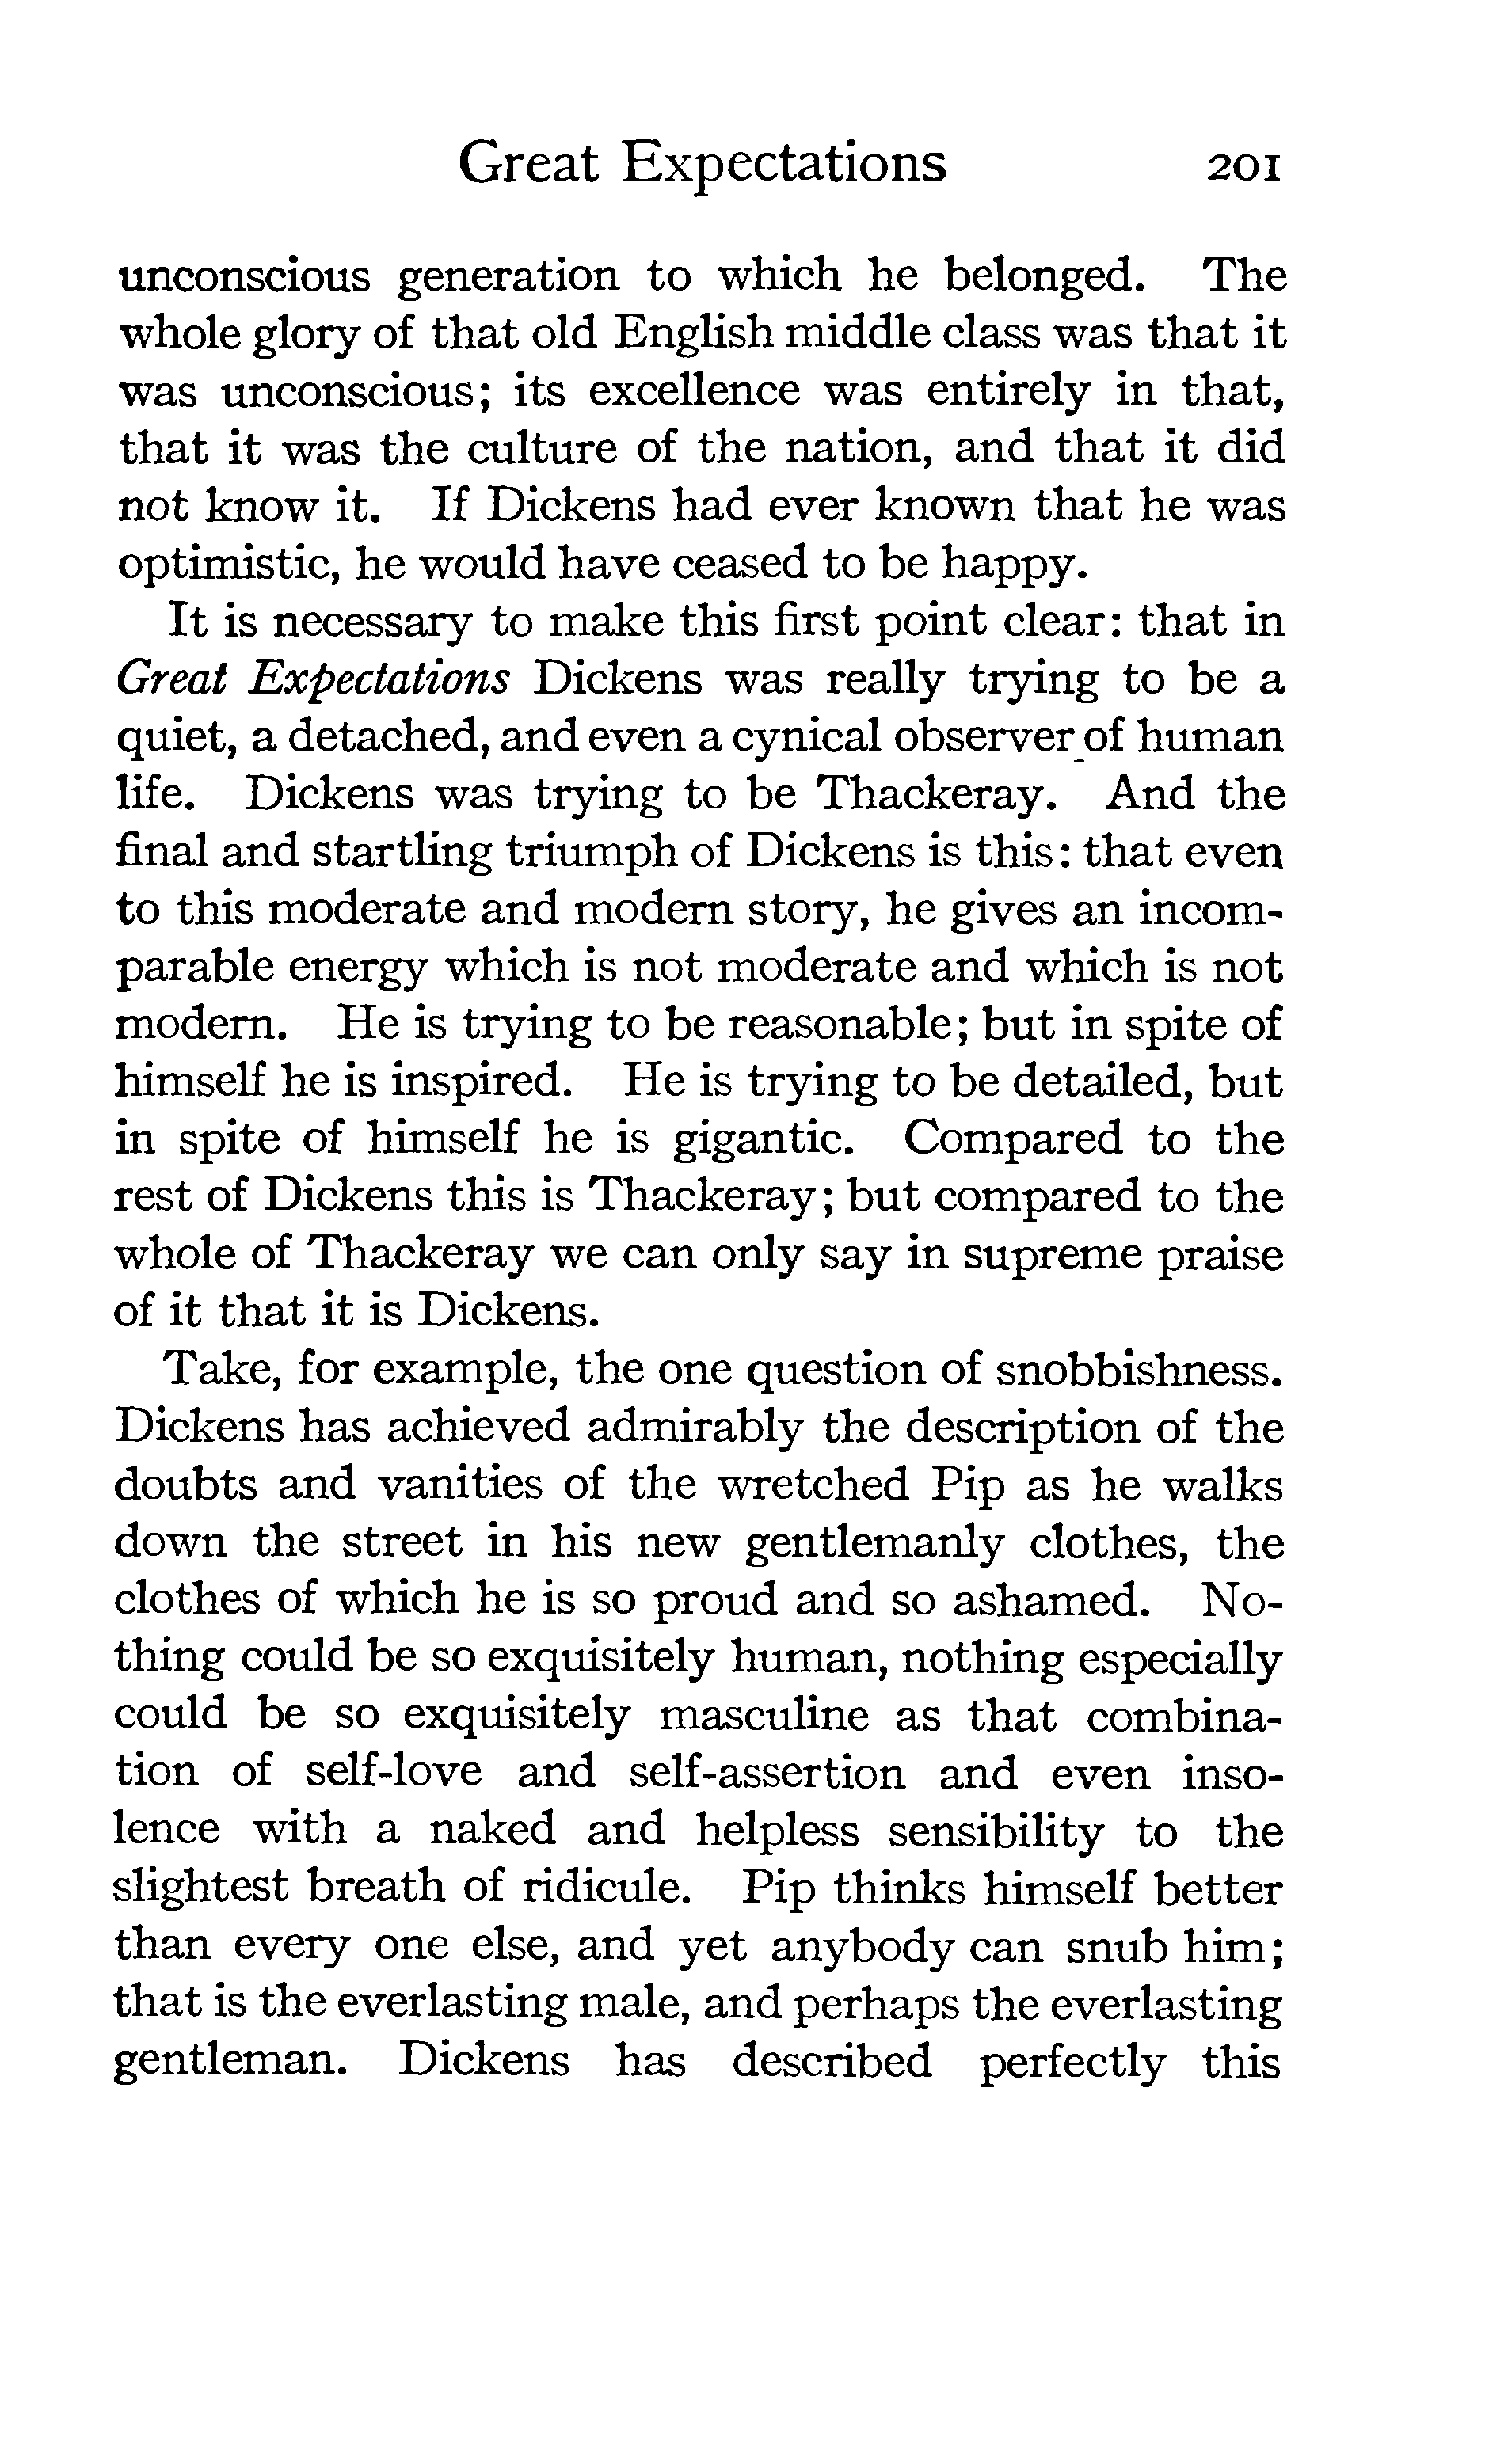 Great Expectations 201
unconscious generation to which he belonged. The
whole glory of that old English middle class was that it
was unconscious; its excellence was entirely in that,
that it was the culture of the nation, and that it did
not know it. If Dickens had ever known that he was
optimistic, he would have ceased to be happy.
It is necessary to make this first point clear: that in
Great Expectations Dickens was really trying to be a
quiet, a detached, and even a cynical observer of human
life. Dickens was trying to be Thackeray. And the
final and startling triumph of Dickens is this: that even
to this moderate and modern story, he gives an incom-
parable energy which is not moderate and which is not
modern. He is trying to be reasonable; but in spite of
himself he is inspired. He is trying to be detailed, but
in spite of himself he is gigantic. Compared to the
rest of Dickens this is Thackeray; but compared to the
whole of Thackeray we can only say in supreme praise
of it that it is Dickens.
Take, for example, the one question of snobbishness.
Dickens has achieved admirably the description of the
doubts and vanities of the wretched Pip as he walks
down the street in his new gentlemanly clothes, the
clothes of which he is so proud and so ashamed. No-
thing could be so exquisitely human, nothing especially
could be so exquisitely masculine as that combina-
tion of self-love and self-assertion and even inso-
lence with a naked and helpless sensibility to the
slightest breath of ridicule. Pip thinks himself better
than every one else, and yet anybody can snub him;
that is the everlasting male, and perhaps the everlasting
gentleman. Dickens has described perfectly this